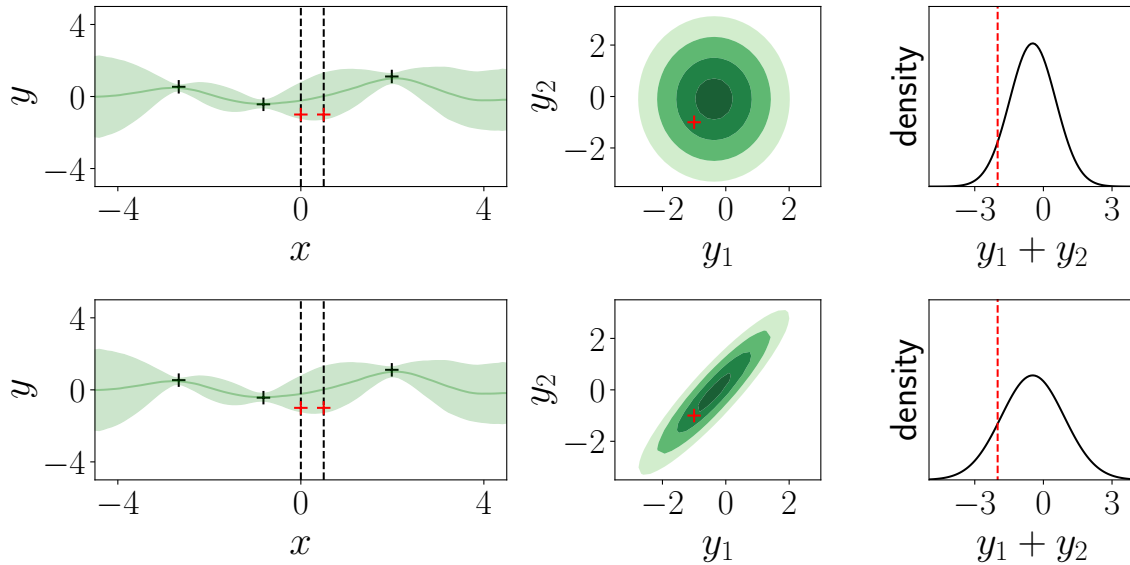 4
0
−4
y
−4 0 4
x
2
0
−2
y₂
−2 0 2
y₁
density
−3 0 3
y₁ + y₂
4
0
−4
y
−4 0 4
x
2
0
−2
y₂
−2 0 2
y₁
density
−3 0 3
y₁ + y₂